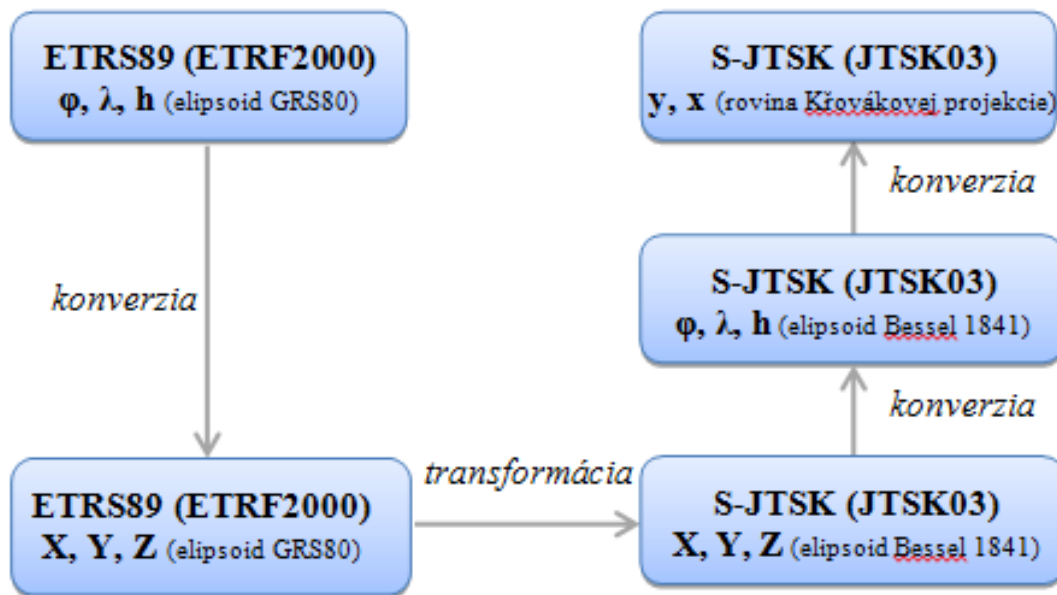 ETRS89 (ETRF2000)
φ, λ, h (elipsoid GRS80)
konverzia
ETRS89 (ETRF2000)
X, Y, Z (elipsoid GRS80)
transformácia
S-JTSK (JTSK03)
X, Y, Z (elipsoid Bessel 1841)
konverzia
S-JTSK (JTSK03)
φ, λ, h (elipsoid Bessel 1841)
konverzia
S-JTSK (JTSK03)
y, x (rovina Křovákovej projekcie)